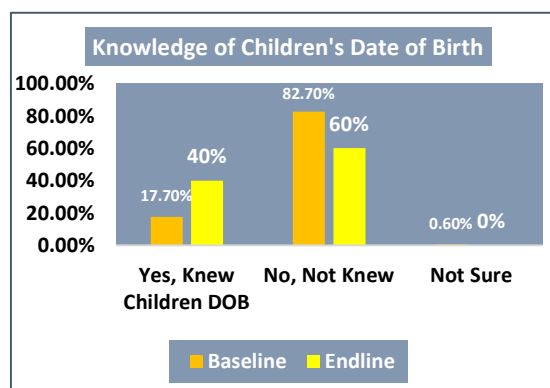 Knowledge of Children's Date of Birth
100.00%
80.00%
60.00%
40.00%
20.00%
0.00%
17.70%
40%
82.70%
60%
0.60%
0%
Yes, Knew
Children DOB
No, Not Knew
Not Sure
Baseline
Endline